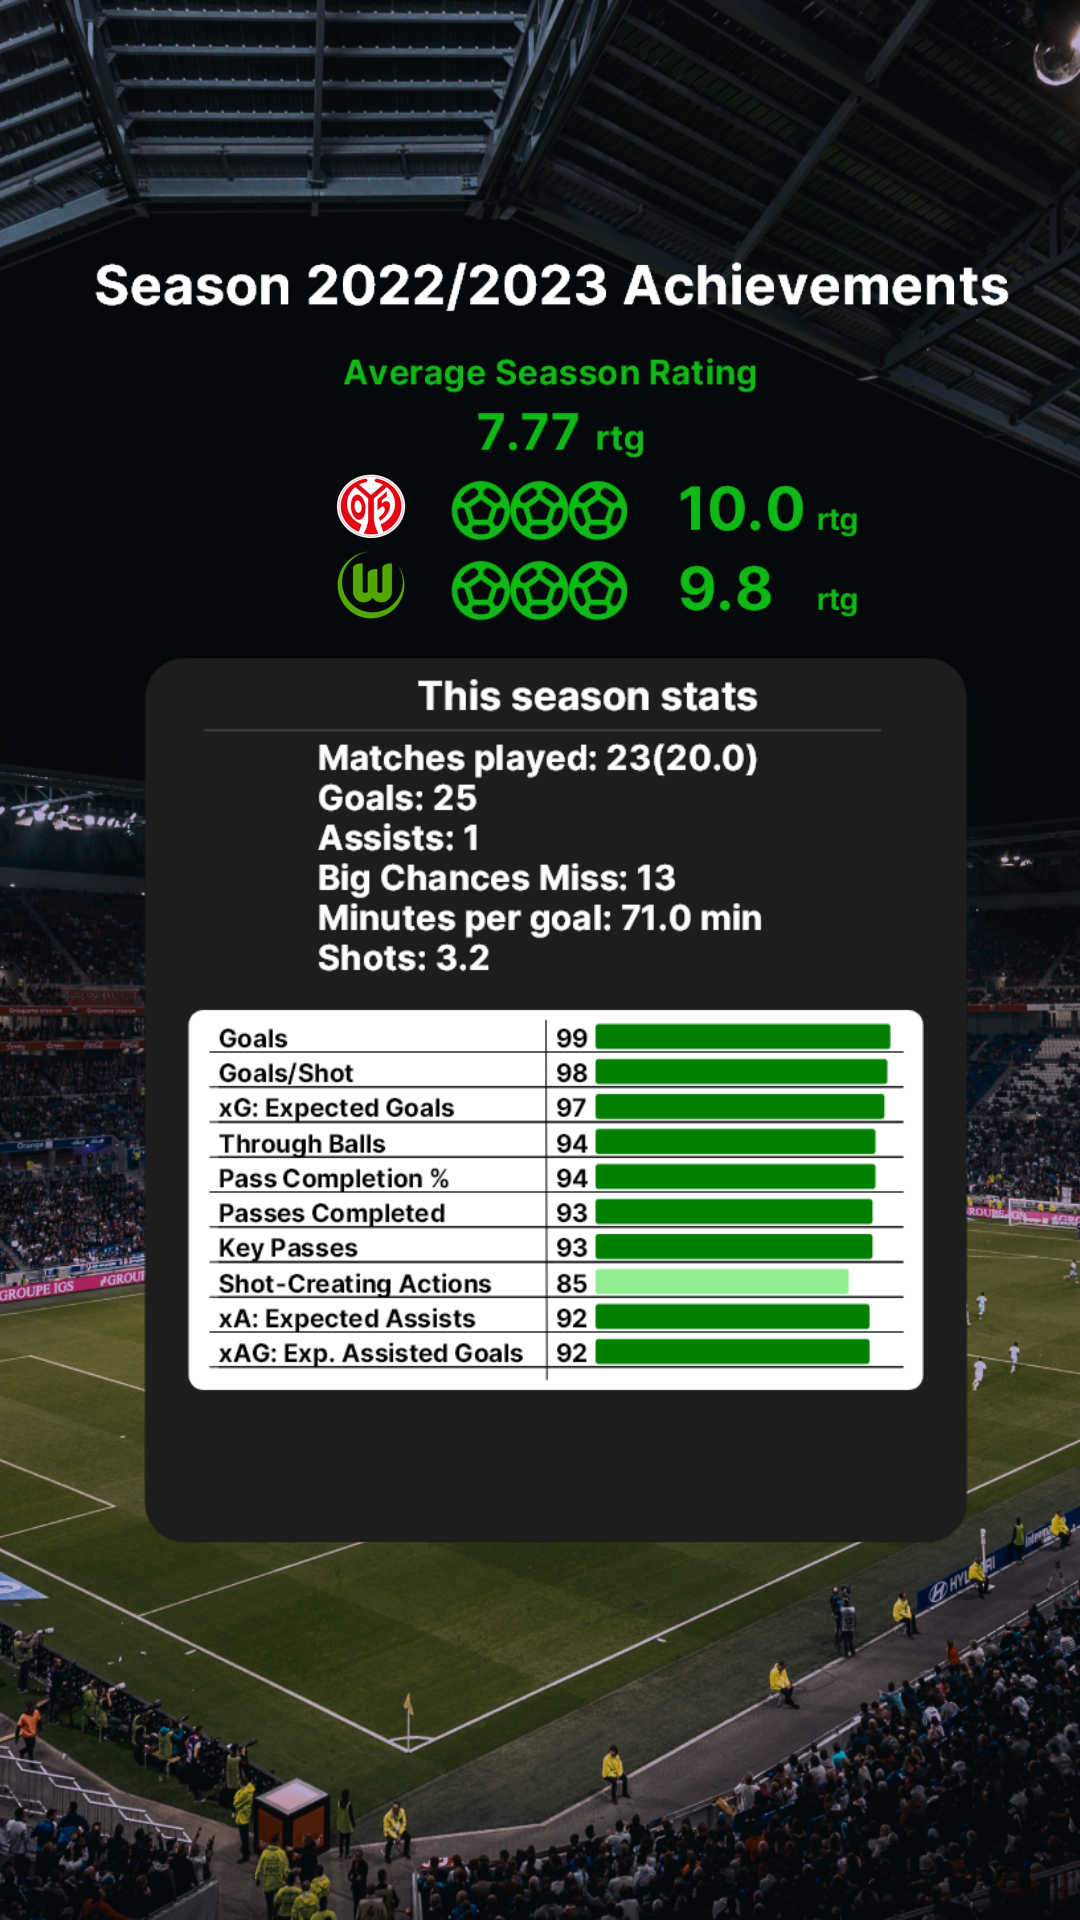 Season 2022/2023 Achievements
Average Seasson Rating
7.77 rtg
05
10.0 rtg
W
9.8 rtg
This season stats
Matches played: 23(20.0)
Goals: 25
Assists: 1
Big Chances Miss: 13
Minutes per goal: 71.0 min
Shots: 3.2
Goals 99
Goals/Shot 98
xG: Expected Goals 97
Through Balls 94
Pass Completion % 94
Passes Completed 93
Key Passes 93
Shot-Creating Actions 85
xA: Expected Assists 92
xAG: Exp. Assisted Goals 92
Groupama stadium
Orange
GROUPE IGS #GROU
HYUNDAI